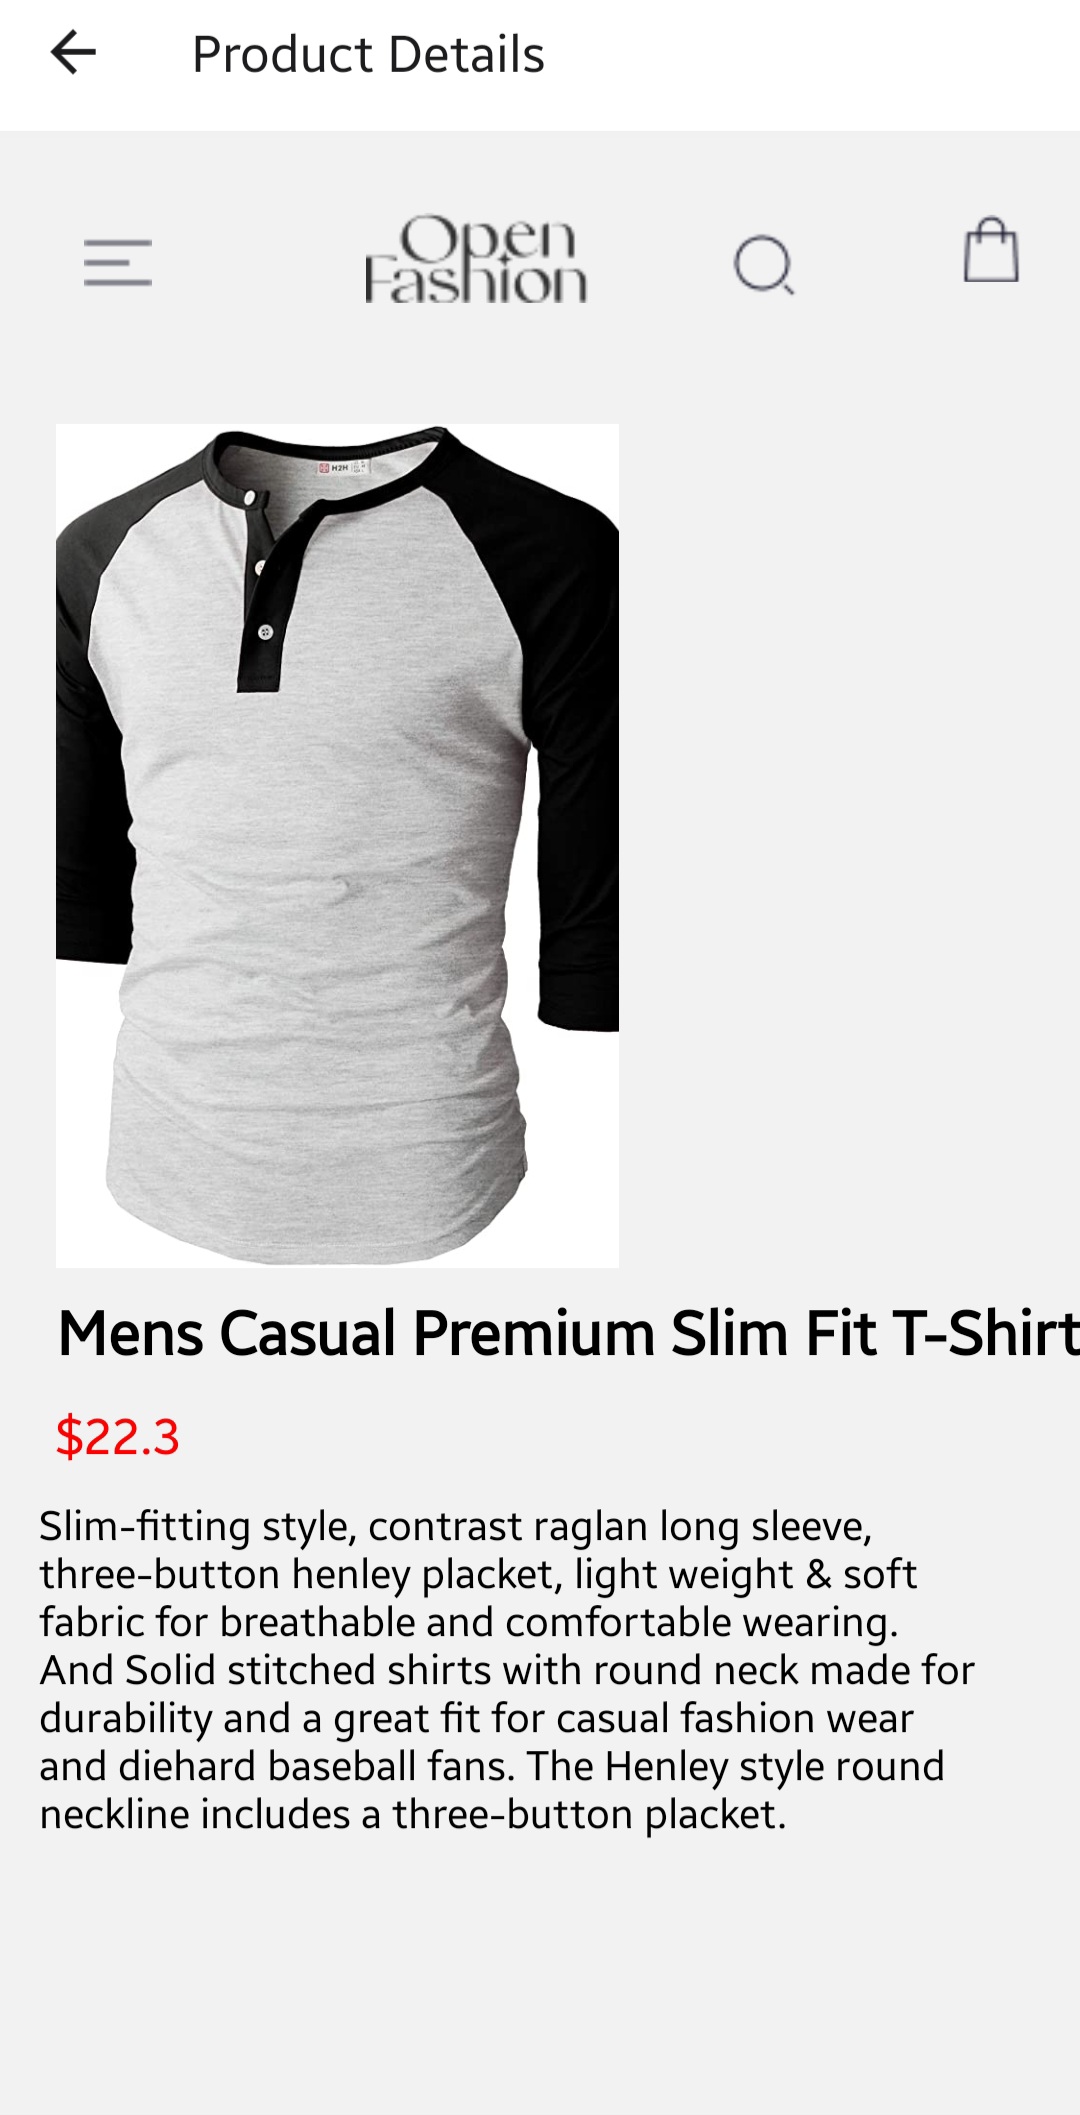 Product Details
Open
Fashion
H2H
Mens Casual Premium Slim Fit T-Shirt
$22.3
Slim-fitting style, contrast raglan long sleeve,
three-button henley placket, light weight & soft
fabric for breathable and comfortable wearing.
And Solid stitched shirts with round neck made for
durability and a great fit for casual fashion wear
and diehard baseball fans. The Henley style round
neckline includes a three-button placket.